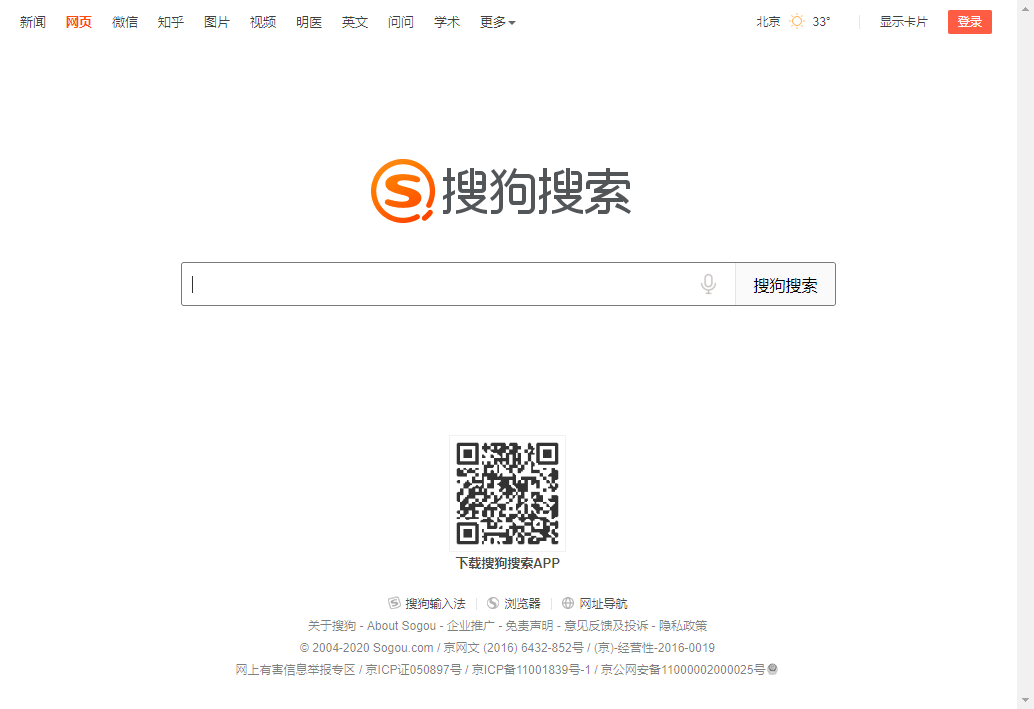 新闻 网页 微信 知乎 图片 视频 明医 英文 问问 学术 更多 北京 33° 显示卡片 登录
搜狗搜索
搜狗搜索
下载搜狗搜索APP
搜狗输入法 浏览器 网址导航
关于搜狗 - About Sogou - 企业推广 - 免责声明 - 意见反馈及投诉 - 隐私政策
© 2004-2020 Sogou.com / 京网文 (2016) 6432-852号 / (京)-经营性-2016-0019
网上有害信息举报专区 / 京ICP证050897号 / 京ICP备11001839号-1 / 京公网安备11000002000025号